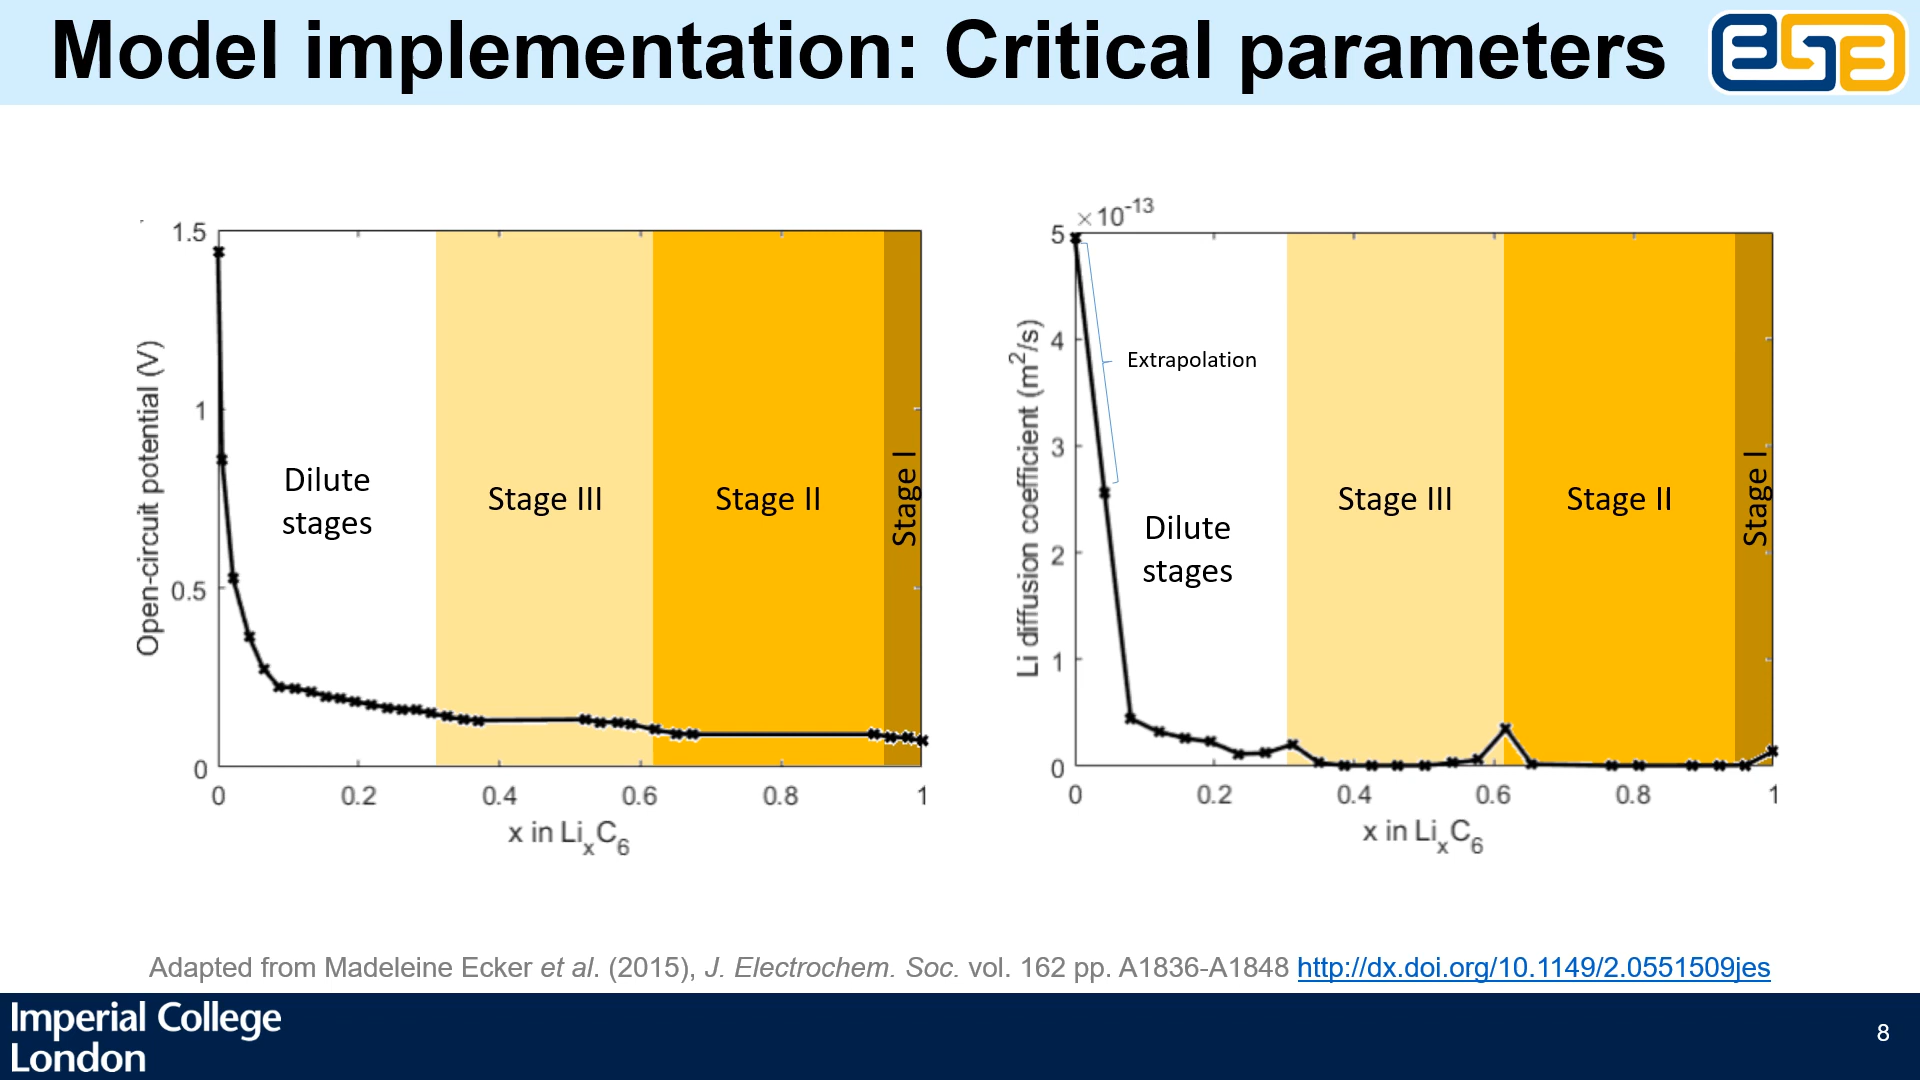 Model implementation: Critical parameters
1.5
1
0.5
0
Open-circuit potential (V)
Dilute
stages
Stage III
Stage II
Stage I
0
0.2
0.4
0.6
0.8
1
x in LiₓC₆
×10⁻¹³
5
4
3
2
1
0
Li diffusion coefficient (m²/s)
Extrapolation
Dilute
stages
Stage III
Stage II
Stage I
0
0.2
0.4
0.6
0.8
1
x in LiₓC₆
Adapted from Madeleine Ecker et al. (2015), J. Electrochem. Soc. vol. 162 pp. A1836-A1848 http://dx.doi.org/10.1149/2.0551509jes
Imperial College
London
8